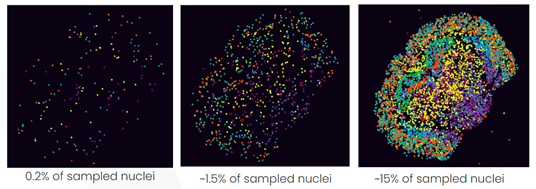 0.2% of sampled nuclei
~1.5% of sampled nuclei
~15% of sampled nuclei